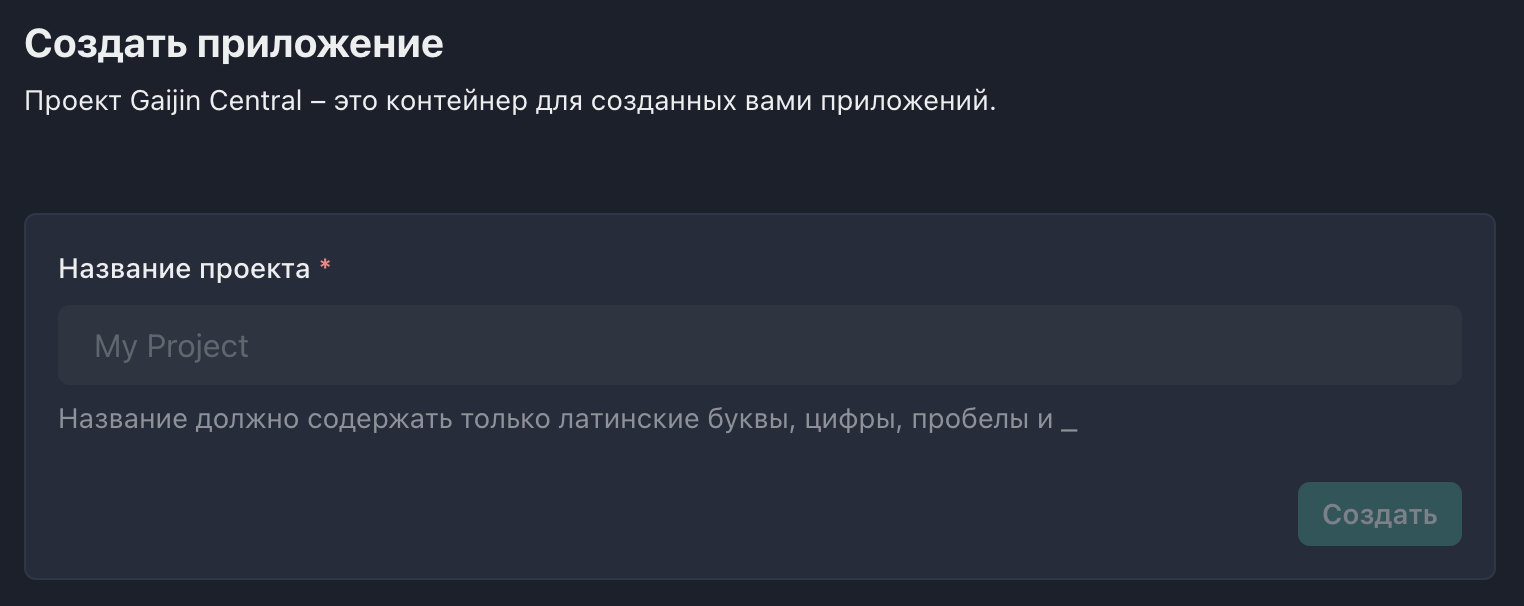 Создать приложение
Проект Gaijin Central – это контейнер для созданных вами приложений.
Название проекта *
My Project
Название должно содержать только латинские буквы, цифры, пробелы и _
Создать